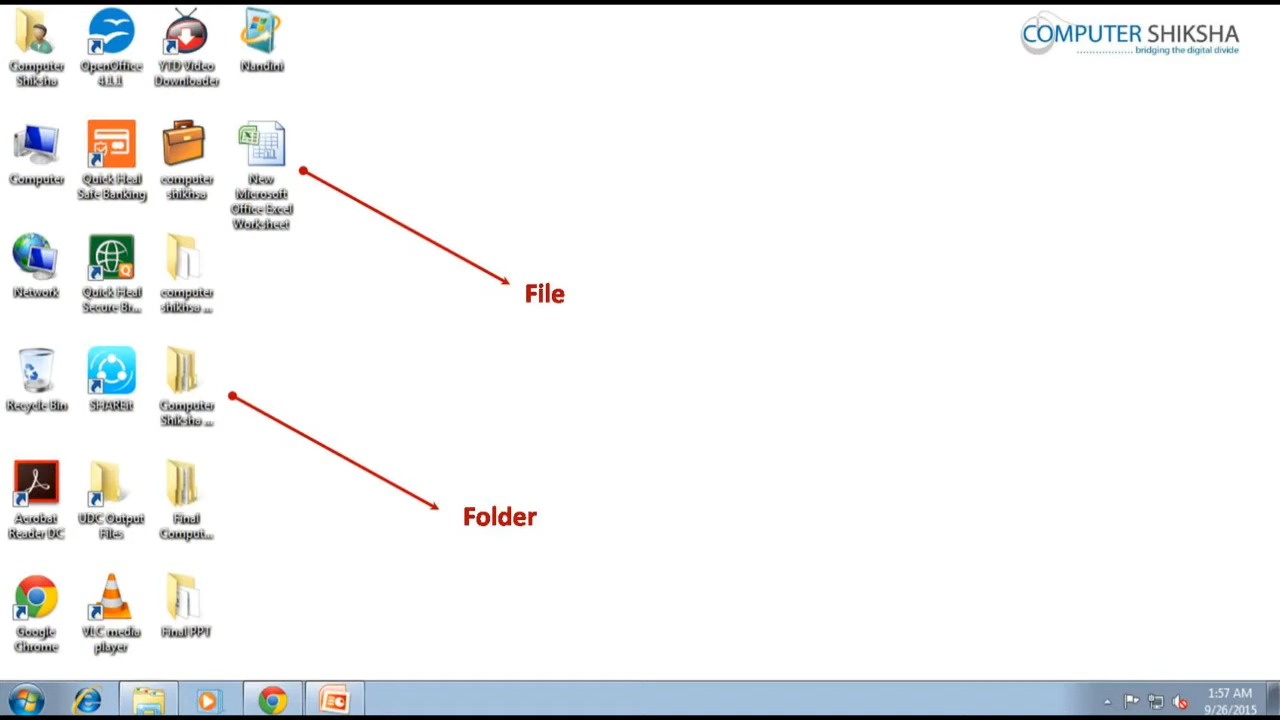 COMPUTER SHIKSHA
bridging the digital divide
Computer
Shiksha
OpenOffice
4.1.1
YTD Video
Downloader
Nandini
Computer
Quick Heal
Safe Banking
computer
shikhsa
New
Microsoft
Office Excel
Worksheet
File
Network
Quick Heal
Secure Br...
computer
shikhsa ...
Recycle Bin
SHAREit
Computer
Shiksha ...
Folder
Acrobat
Reader DC
UDC Output
Files
Final
Comput...
Google
Chrome
VLC media
player
Final PPT
1:57 AM
9/26/2015